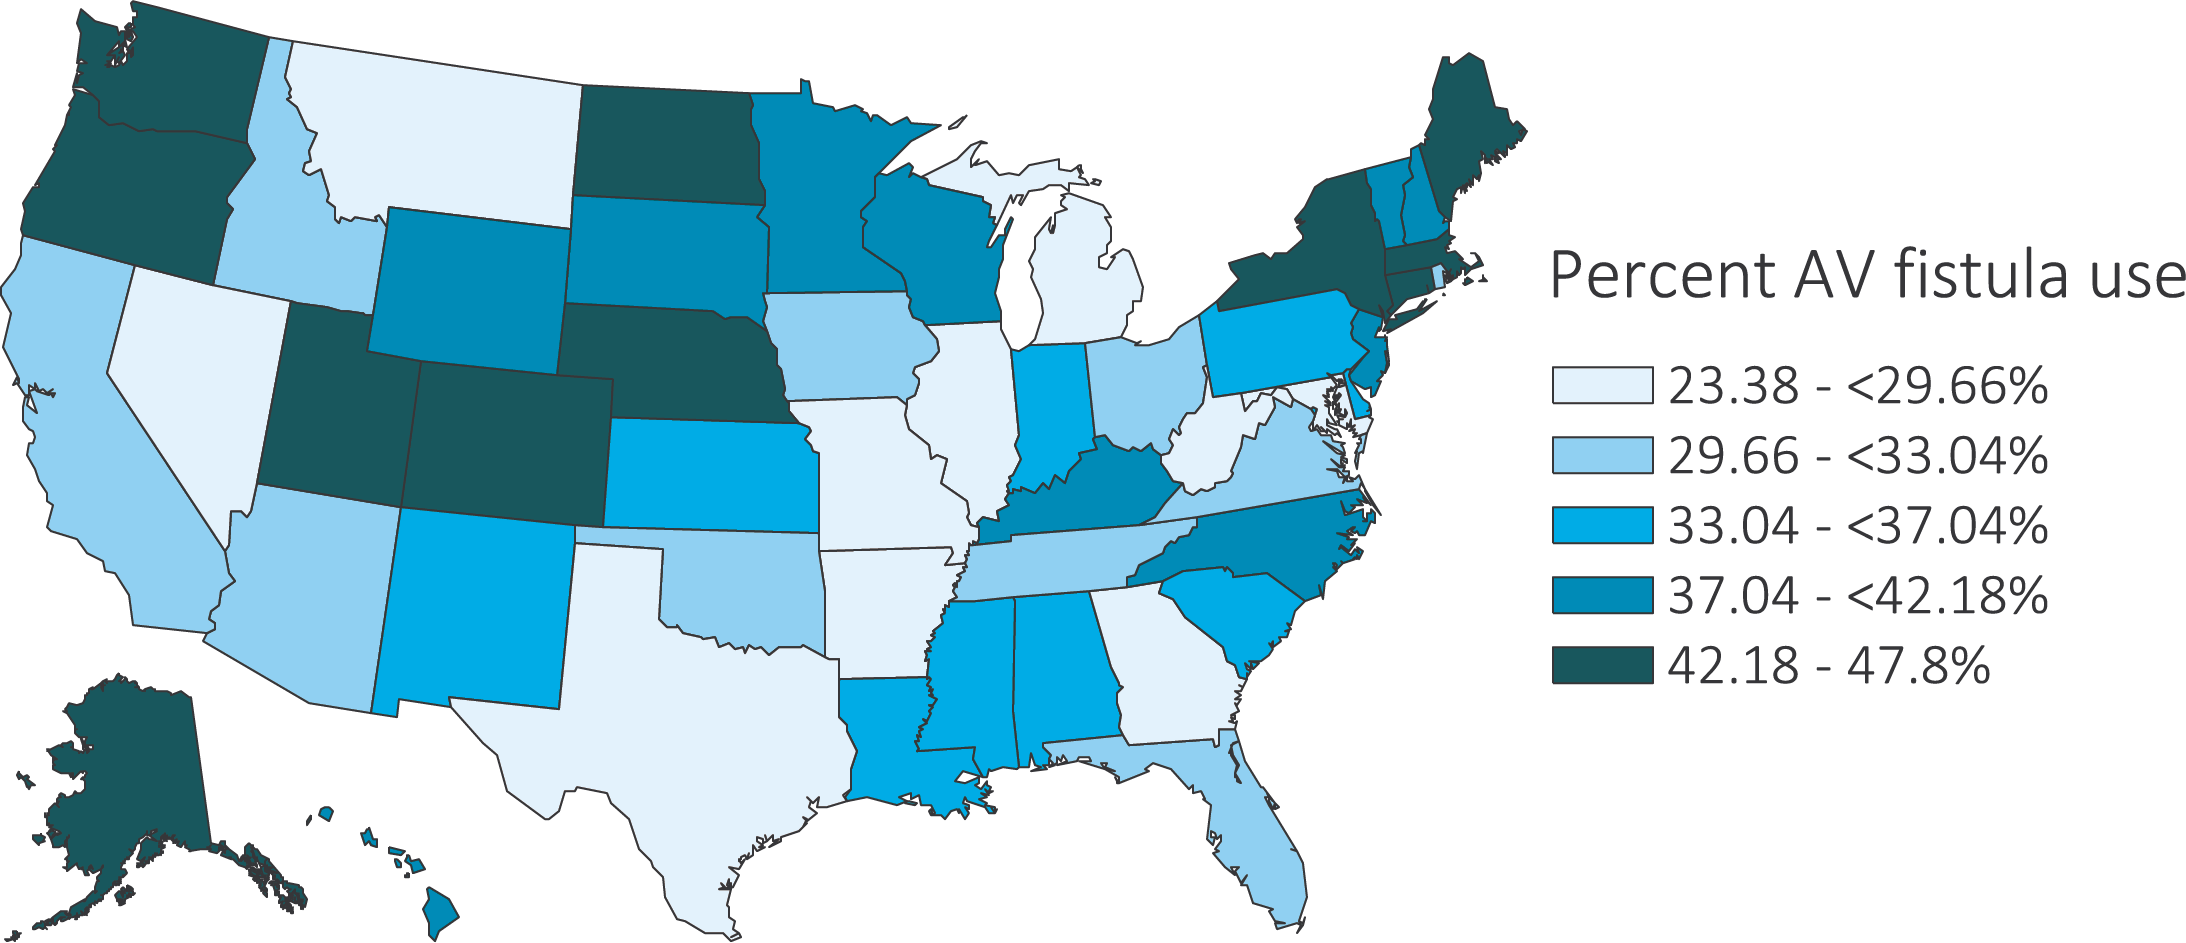 Percent AV fistula use
23.38 - <29.66%
29.66 - <33.04%
33.04 - <37.04%
37.04 - <42.18%
42.18 - 47.8%